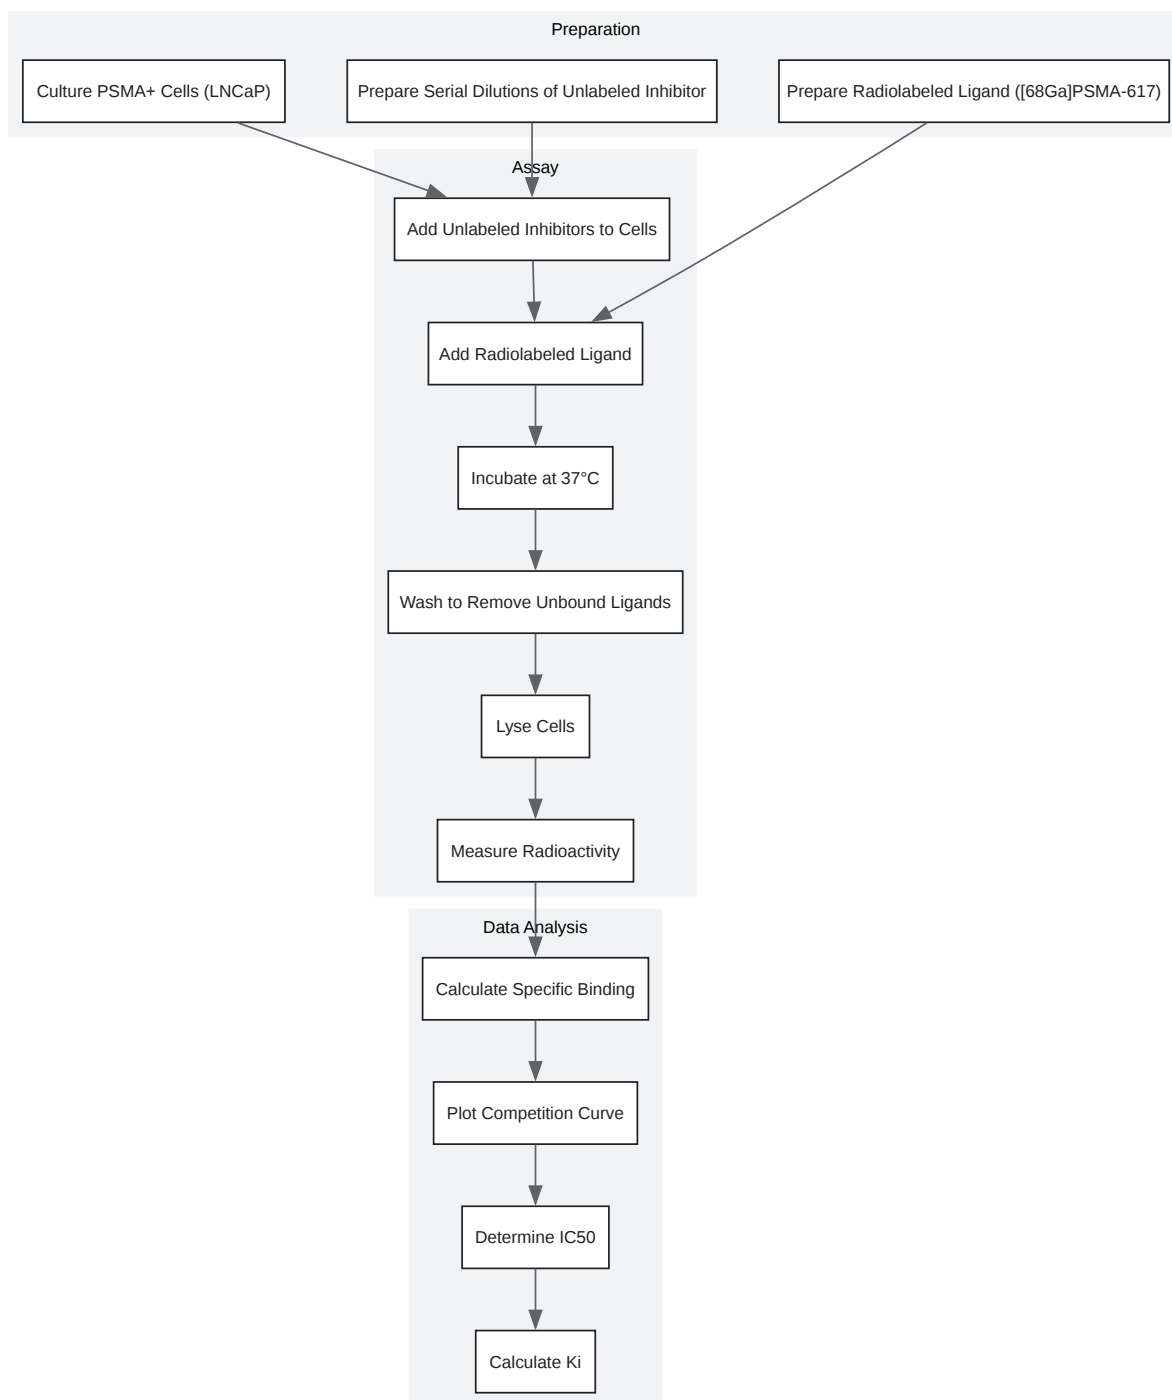 Preparation
Culture PSMA+ Cells (LNCaP)
Prepare Serial Dilutions of Unlabeled Inhibitor
Prepare Radiolabeled Ligand ([68Ga]PSMA-617)
Assay
Add Unlabeled Inhibitors to Cells
Add Radiolabeled Ligand
Incubate at 37°C
Wash to Remove Unbound Ligands
Lyse Cells
Measure Radioactivity
Data Analysis
Calculate Specific Binding
Plot Competition Curve
Determine IC50
Calculate Ki